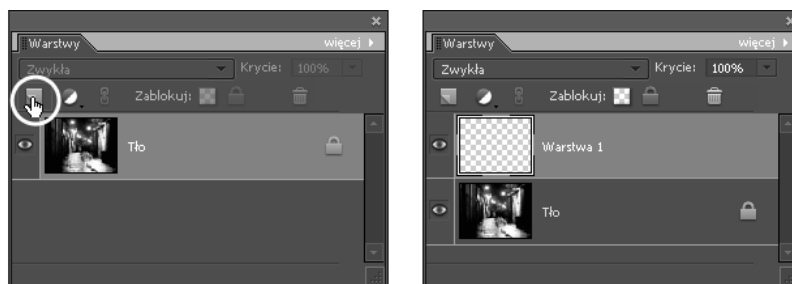 Warstwy
więcej
Zwykła
Krycie: 100%
Zablokuj:
Tło
Warstwy
więcej
Zwykła
Krycie: 100%
Zablokuj:
Warstwa 1
Tło